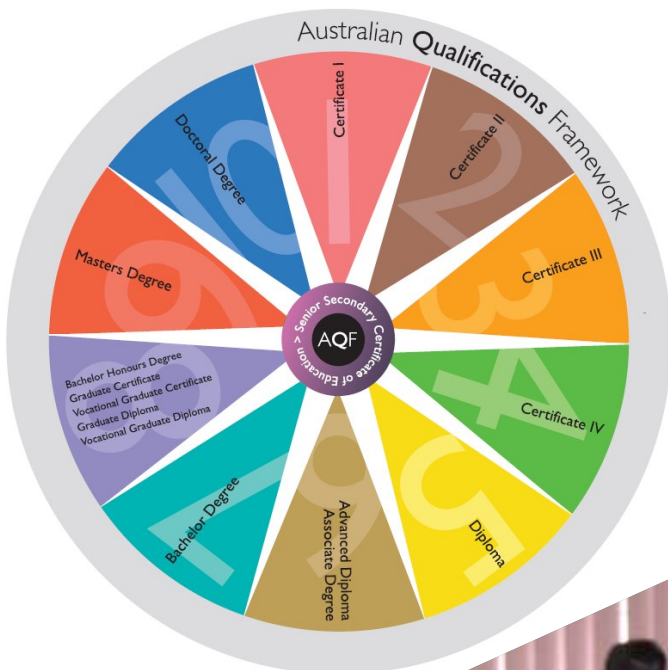 Australian Qualifications Framework
1
Certificate I
2
Certificate II
3
Certificate III
4
Certificate IV
5
Diploma
6
Advanced Diploma
Associate Degree
7
Bachelor Degree
8
Bachelor Honours Degree
Graduate Certificate
Vocational Graduate Certificate
Graduate Diploma
Vocational Graduate Diploma
9
Masters Degree
10
Doctoral Degree
Senior Secondary Certificate of Education >
AQF